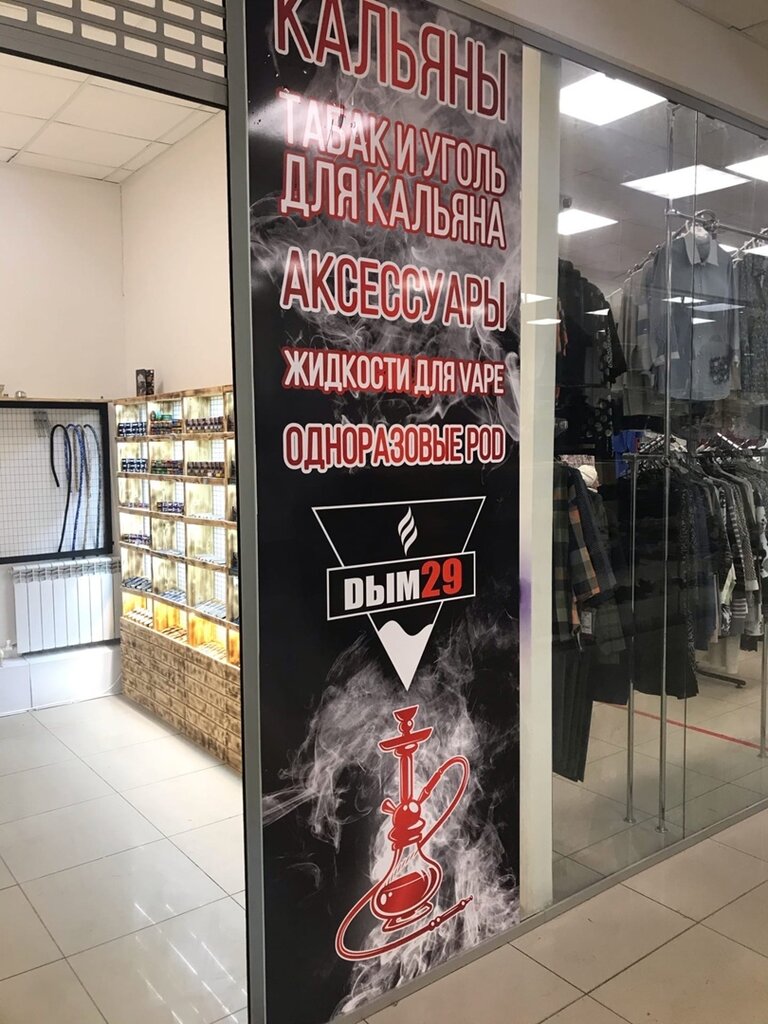 КАЛЬЯНЫ
ТАБАК И УГОЛЬ
ДЛЯ КАЛЬЯНА
АКСЕССУАРЫ
ЖИДКОСТИ ДЛЯ VAPE
ОДНОРАЗОВЫЕ POD
DЫМ29